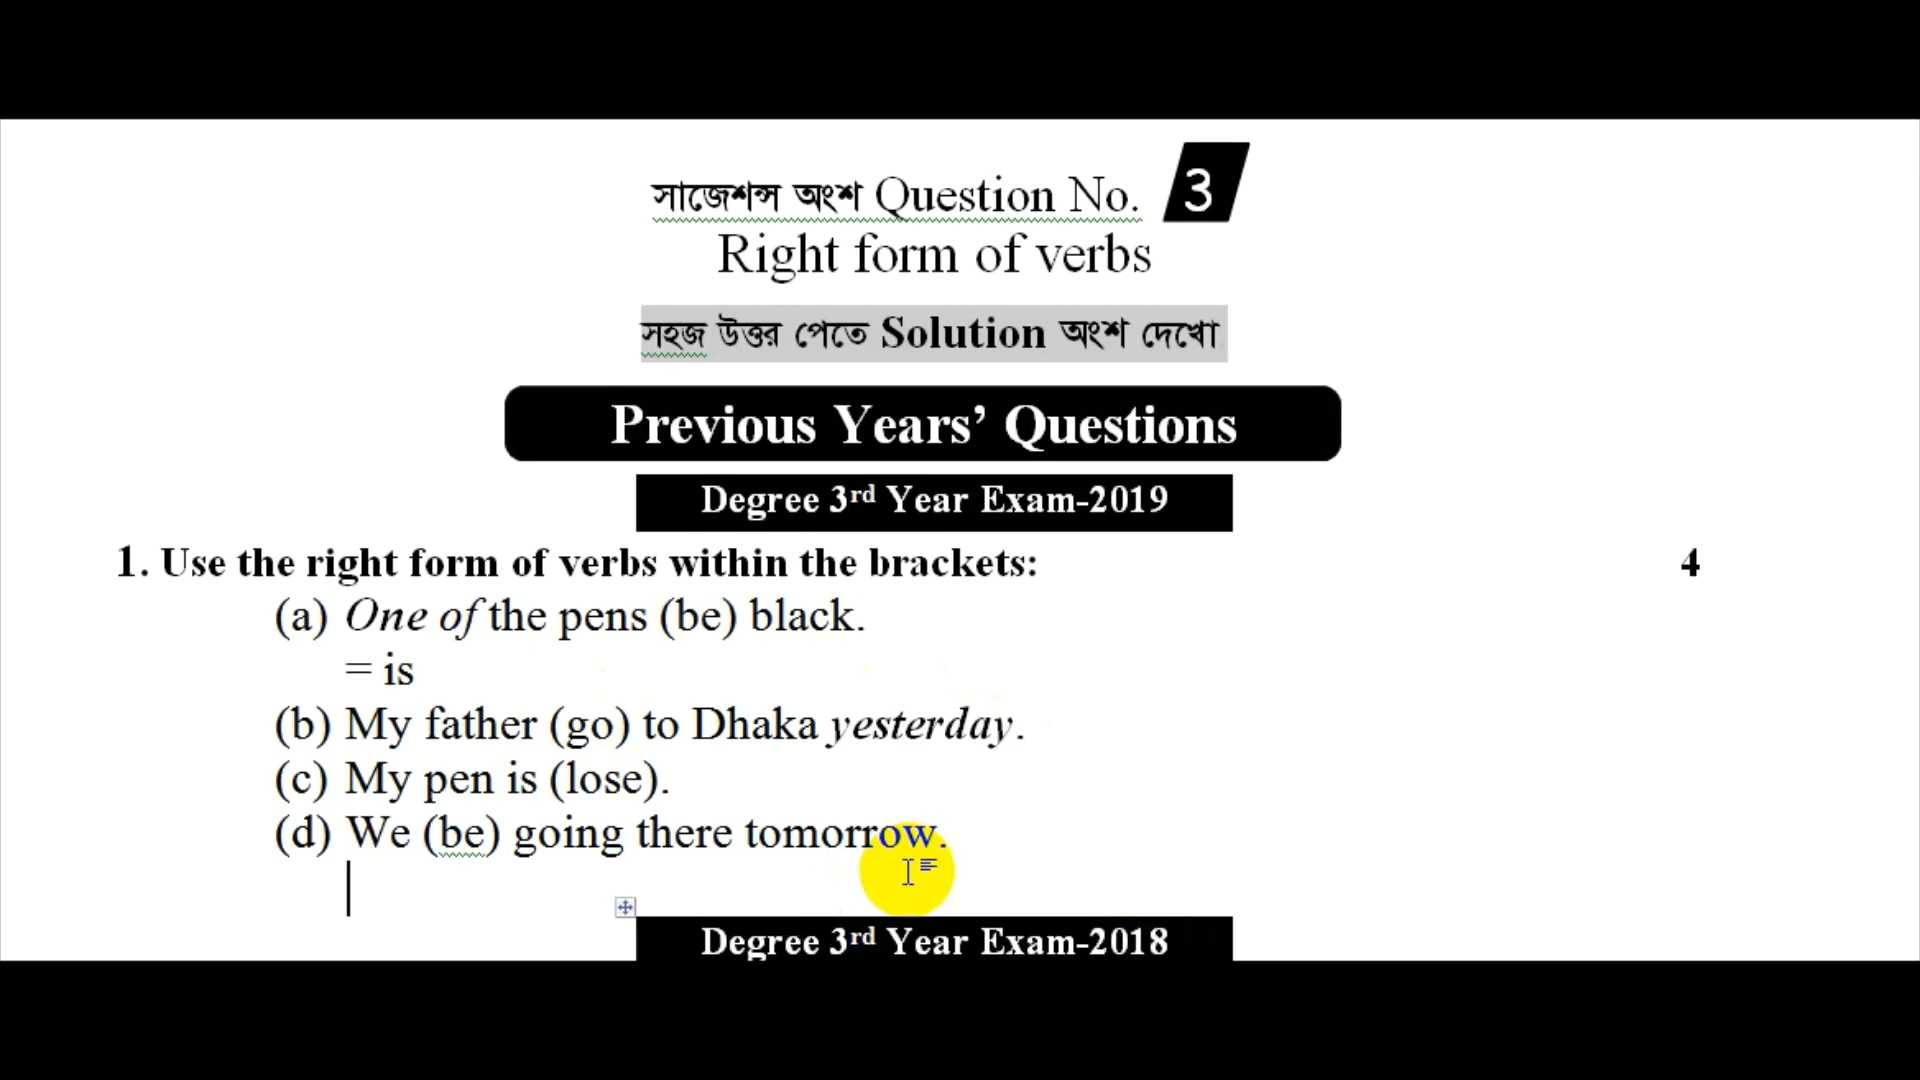 সাজেশন্স অংশ Question No. 3
Right form of verbs
সহজ উত্তর পেতে Solution অংশ দেখো
Previous Years’ Questions
Degree 3rd Year Exam-2019
1. Use the right form of verbs within the brackets: 4
(a) One of the pens (be) black.
= is
(b) My father (go) to Dhaka yesterday.
(c) My pen is (lose).
(d) We (be) going there tomorrow.
Degree 3rd Year Exam-2018